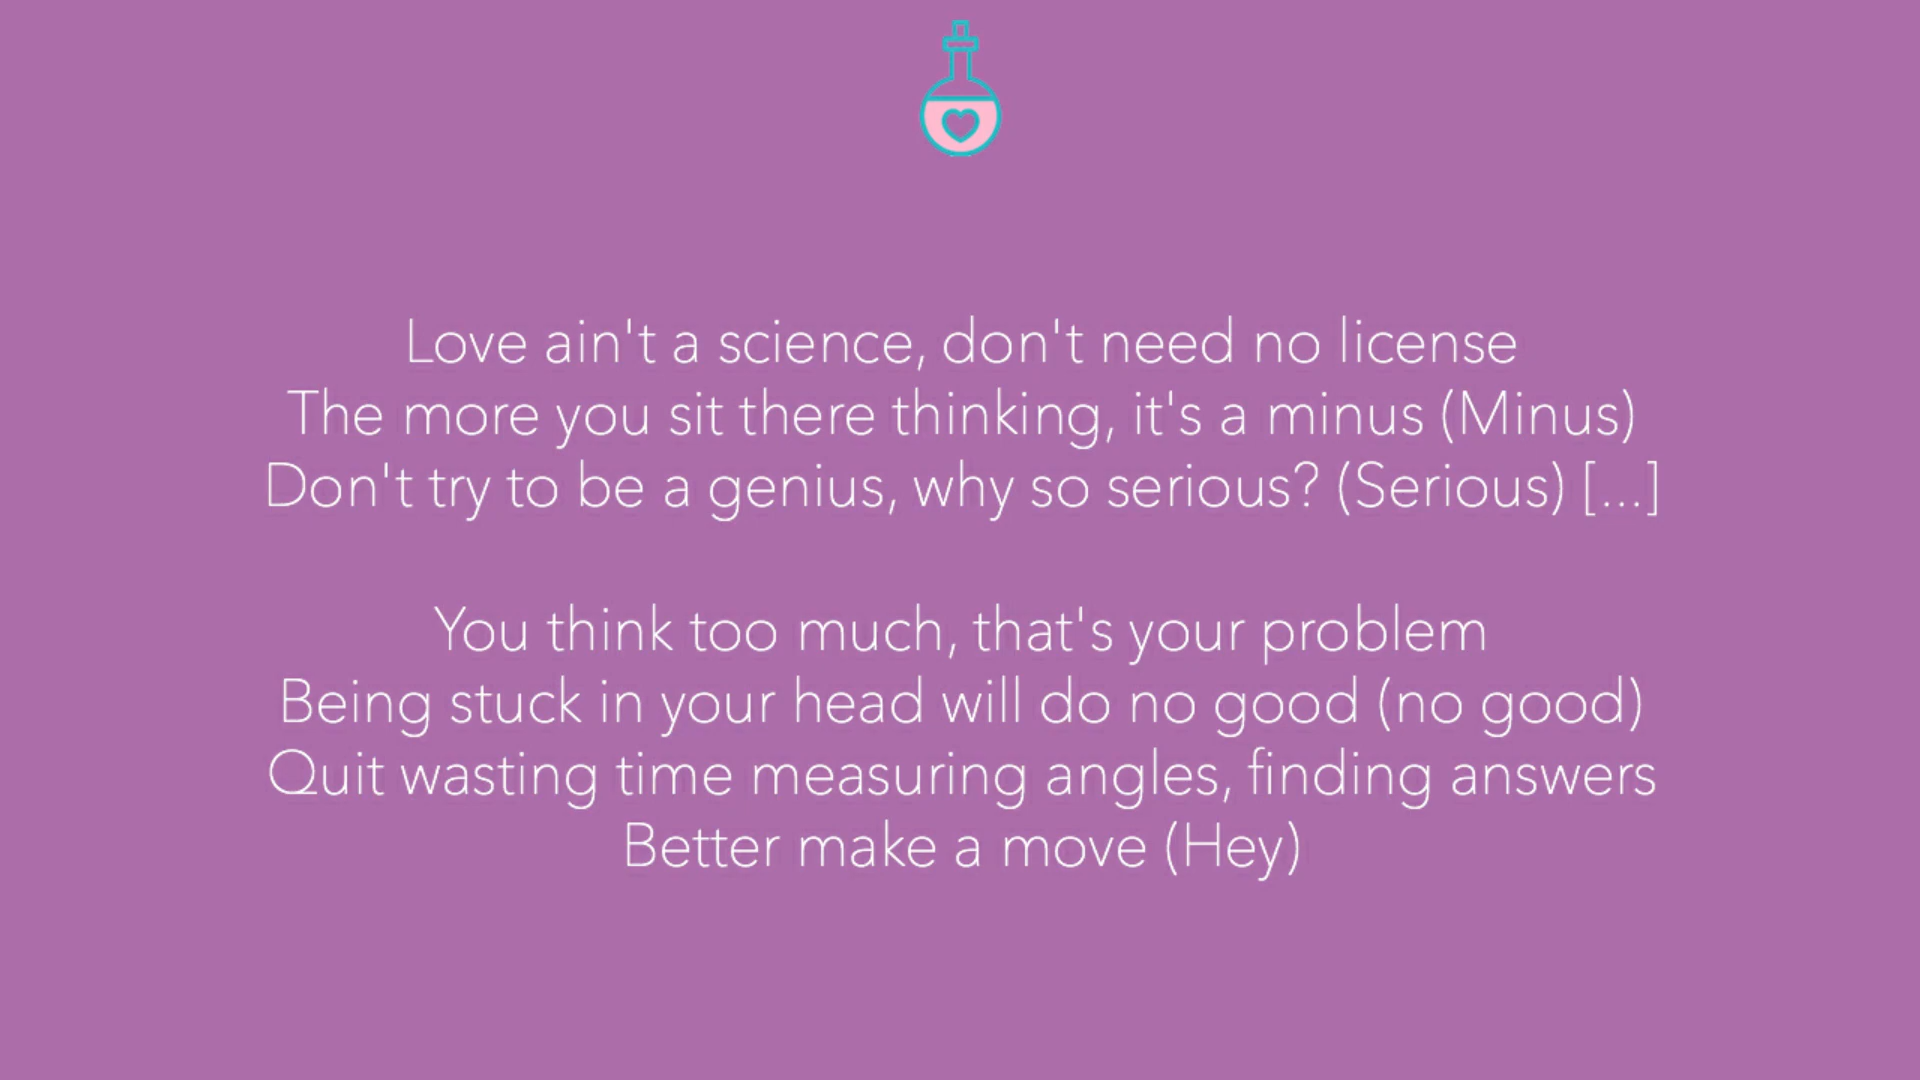 Love ain't a science, don't need no license
The more you sit there thinking, it's a minus (Minus)
Don't try to be a genius, why so serious? (Serious) [...]
You think too much, that's your problem
Being stuck in your head will do no good (no good)
Quit wasting time measuring angles, finding answers
Better make a move (Hey)